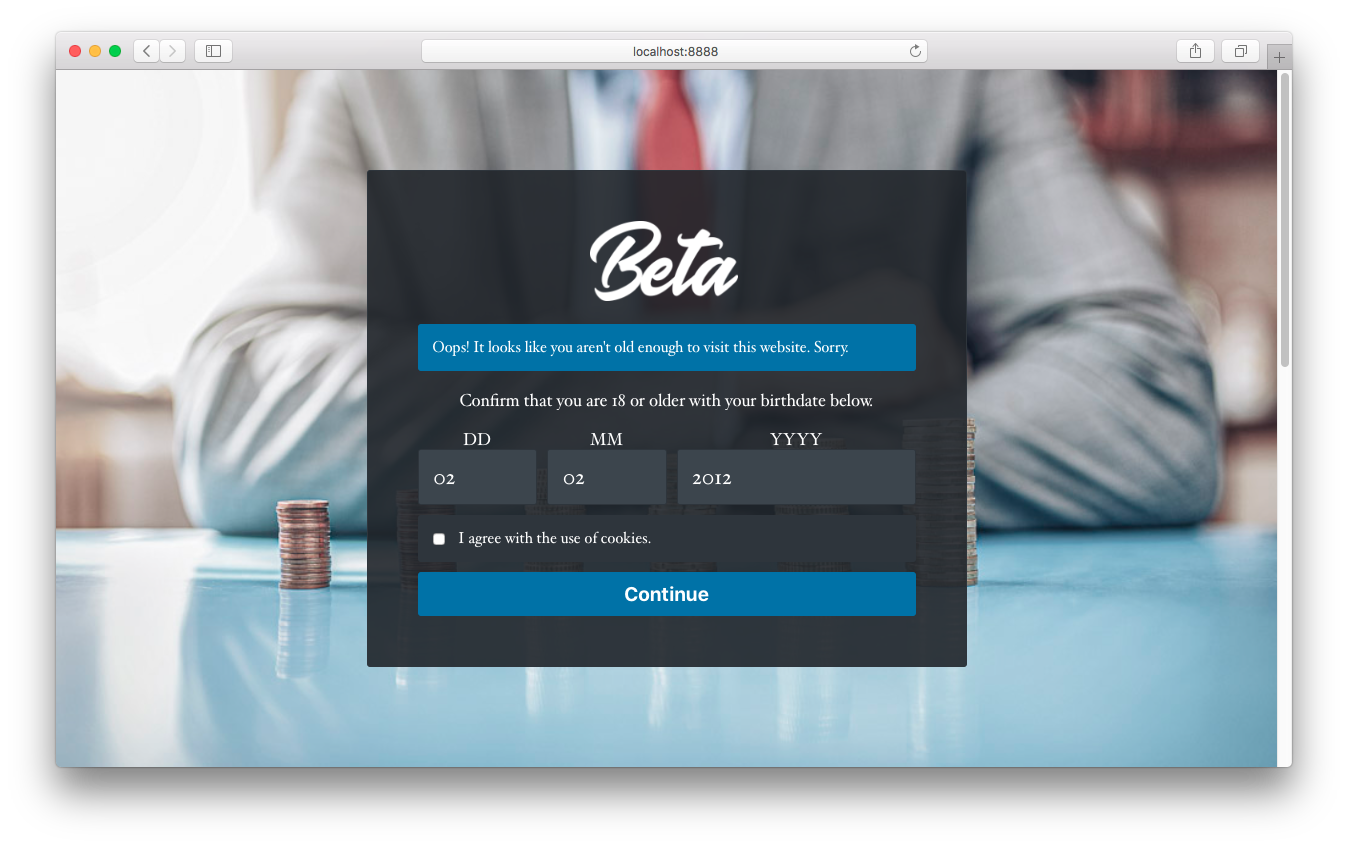 localhost:8888
Beta
Oops! It looks like you aren't old enough to visit this website. Sorry.
Confirm that you are 18 or older with your birthdate below.
DD MM YYYY
02 02 2012
I agree with the use of cookies.
Continue